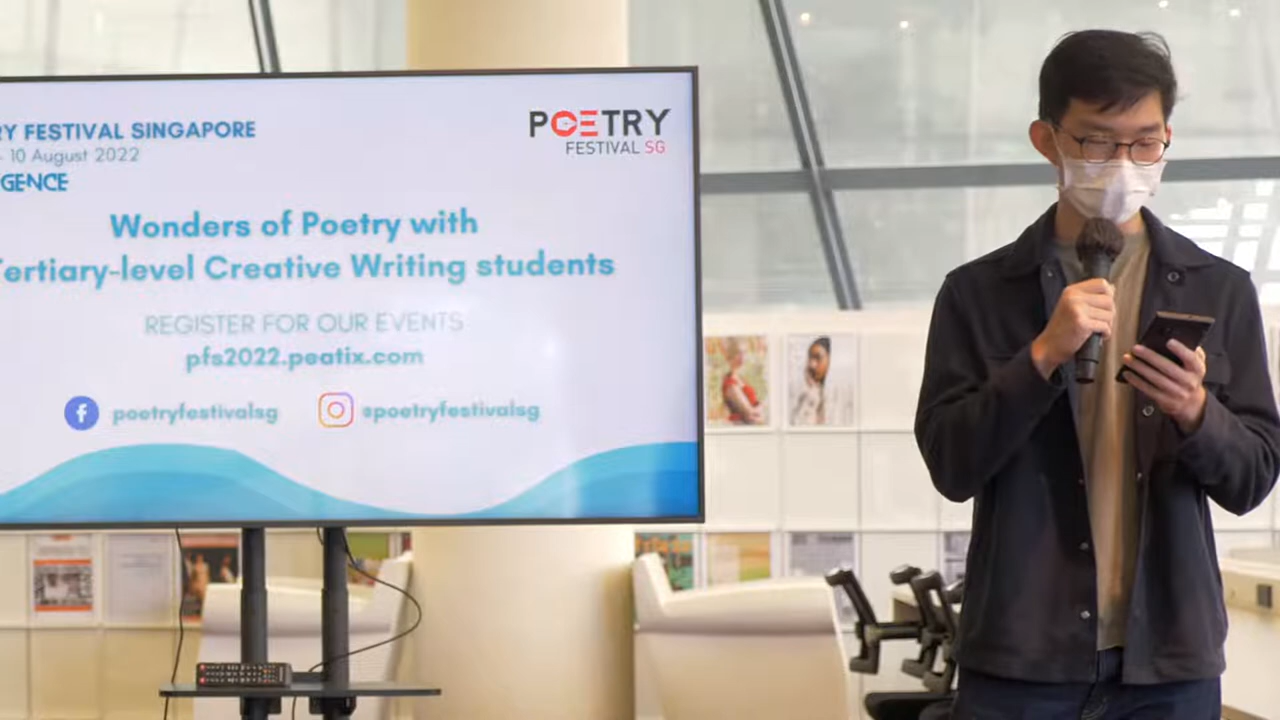 RY FESTIVAL SINGAPORE
- 10 August 2022
GENCE
POETRY
FESTIVAL SG
Wonders of Poetry with
Tertiary-level Creative Writing students
REGISTER FOR OUR EVENTS
pfs2022.peatix.com
poetryfestivalsg
@poetryfestivalsg